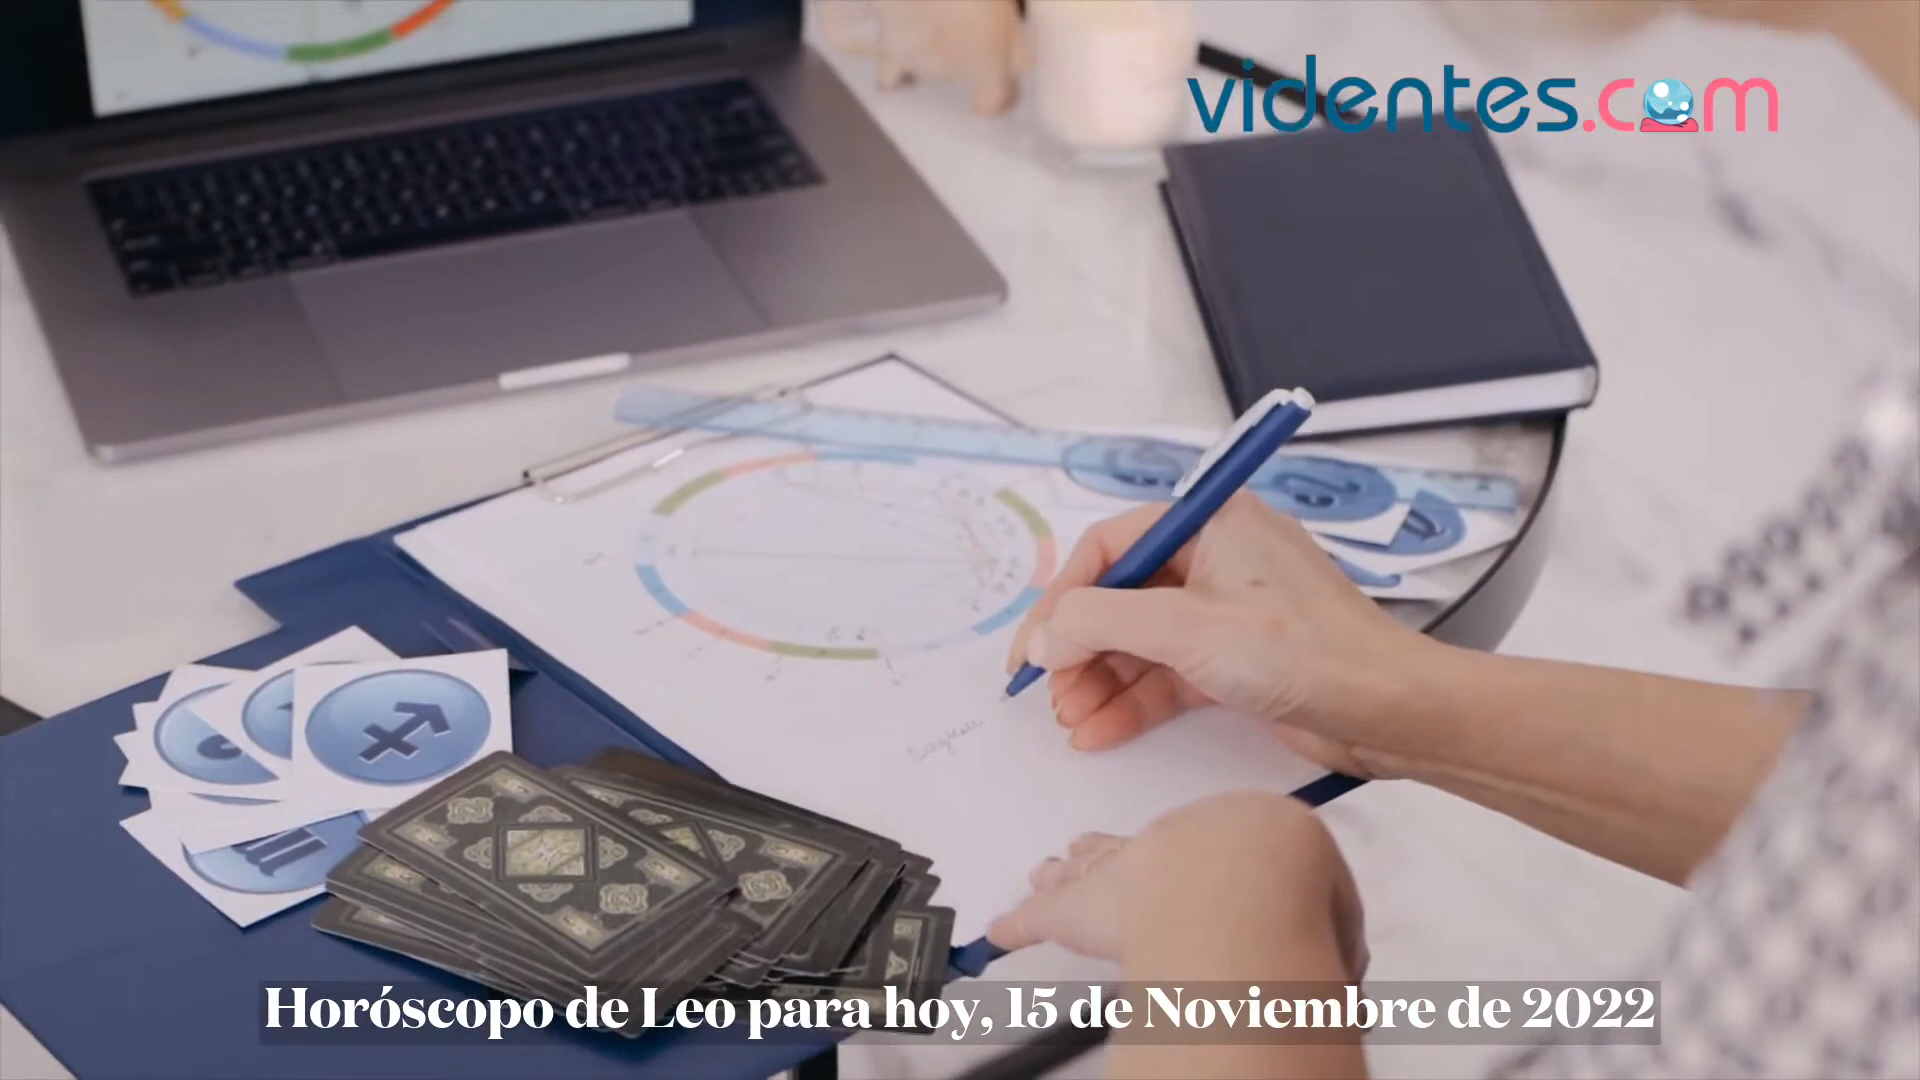 videntes.com
Horóscopo de Leo para hoy, 15 de Noviembre de 2022